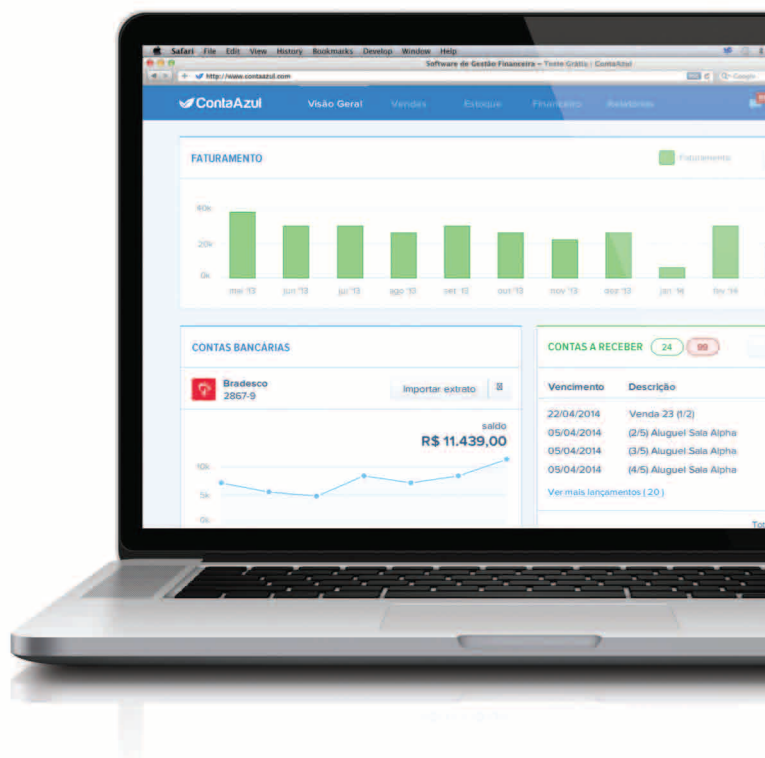 Safari File Edit View History Bookmarks Develop Window Help
Software de Gestão Financeira – Teste Grátis | ContaAzul
http://www.contaazul.com
Google
ContaAzul Visão Geral Vendas Estoque Financeiro Relatórios
FATURAMENTO Faturamento
40k
20k
0k
mai '13 jun '13 jul '13 ago '13 set '13 out '13 nov '13 dez '13 jan '14 fev '14
CONTAS BANCÁRIAS
Bradesco
2867-9
Importar extrato
saldo
R$ 11.439,00
10k
5k
0k
CONTAS A RECEBER 24 99
Vencimento Descrição
22/04/2014 Venda 23 (1/2)
05/04/2014 (2/5) Aluguel Sala Alpha
05/04/2014 (3/5) Aluguel Sala Alpha
05/04/2014 (4/5) Aluguel Sala Alpha
Ver mais lançamentos ( 20 )